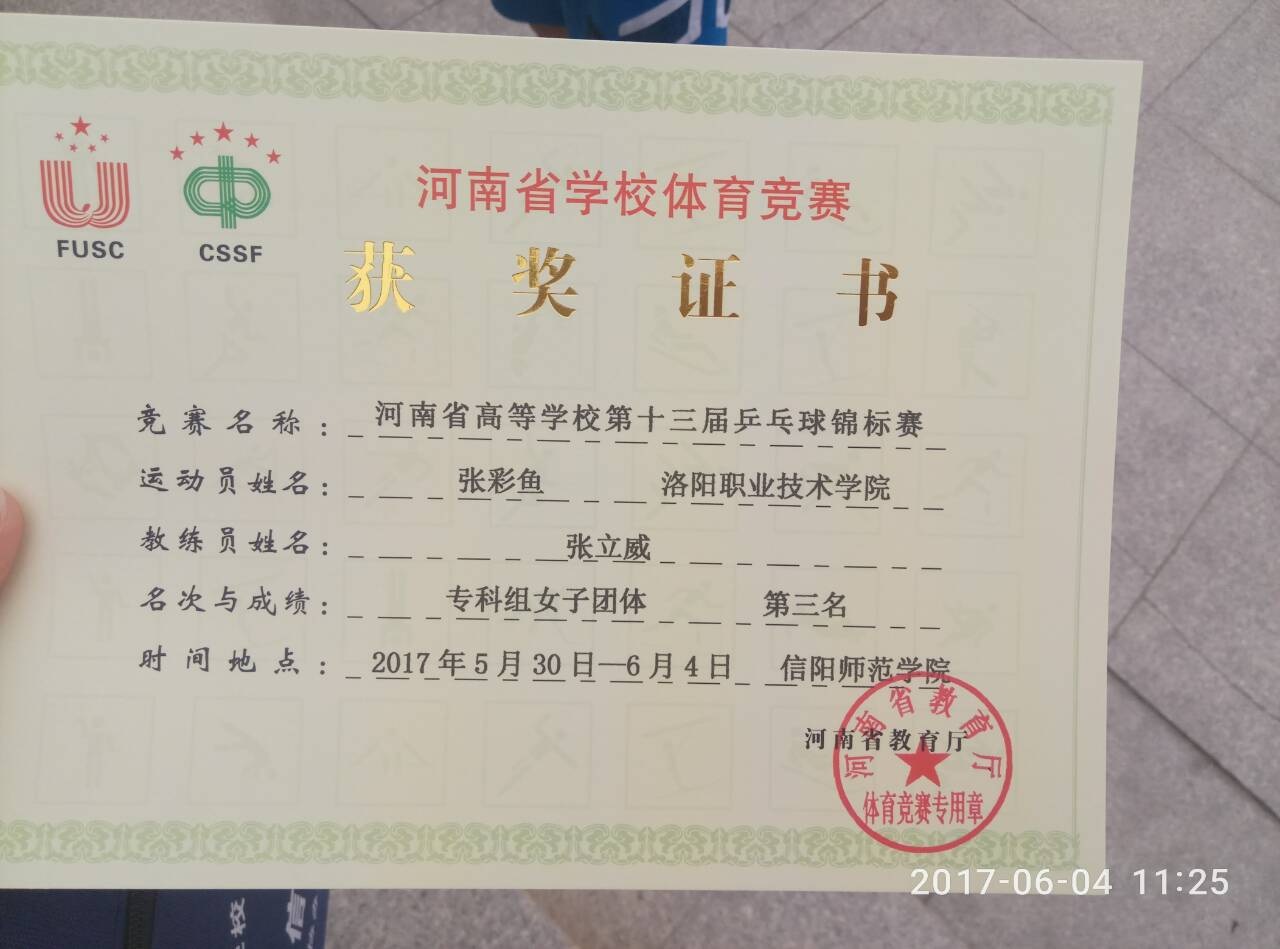 FUSC
CSSF
河南省学校体育竞赛
获奖证书
竞赛名称：河南省高等学校第十三届乒乓球锦标赛
运动员姓名：张彩鱼 洛阳职业技术学院
教练员姓名：张立威
名次与成绩：专科组女子团体 第三名
时间地点：2017年5月30日—6月4日 信阳师范学院
河南省教育厅
河南省教育厅
体育竞赛专用章
2017-06-04 11:25
校
信